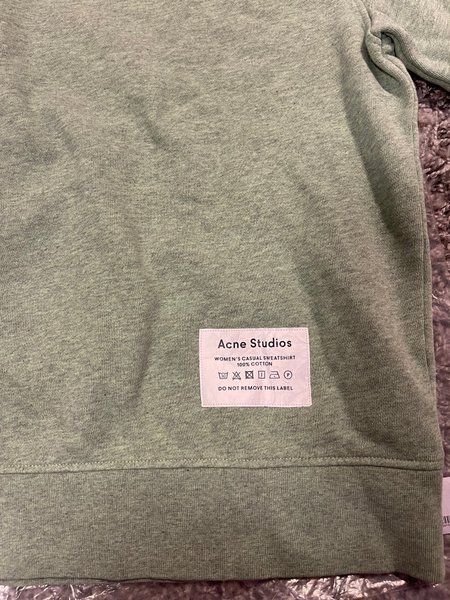 Acne Studios
WOMEN'S CASUAL SWEATSHIRT
100% COTTON
DO NOT REMOVE THIS LABEL